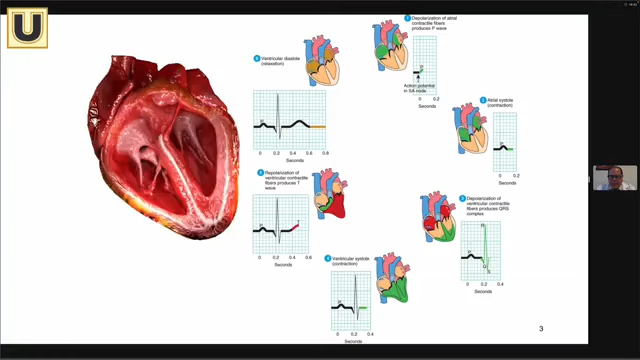 U
1 Depolarization of atrial
contractile fibers
produces P wave
P
Action potential
in SA node
0 0.2
Seconds
2 Atrial systole
(contraction)
P
0 0.2
Seconds
3 Depolarization of
ventricular contractile
fibers produces QRS
complex
R
P
Q
S
0 0.2 0.4
Seconds
4 Ventricular systole
(contraction)
P
0 0.2 0.4
Seconds
5 Repolarization of
ventricular contractile
fibers produces T
wave
P T
0 0.2 0.4
Seconds
6 Ventricular diastole
(relaxation)
P
0 0.2 0.4 0.6 0.8
Seconds
3